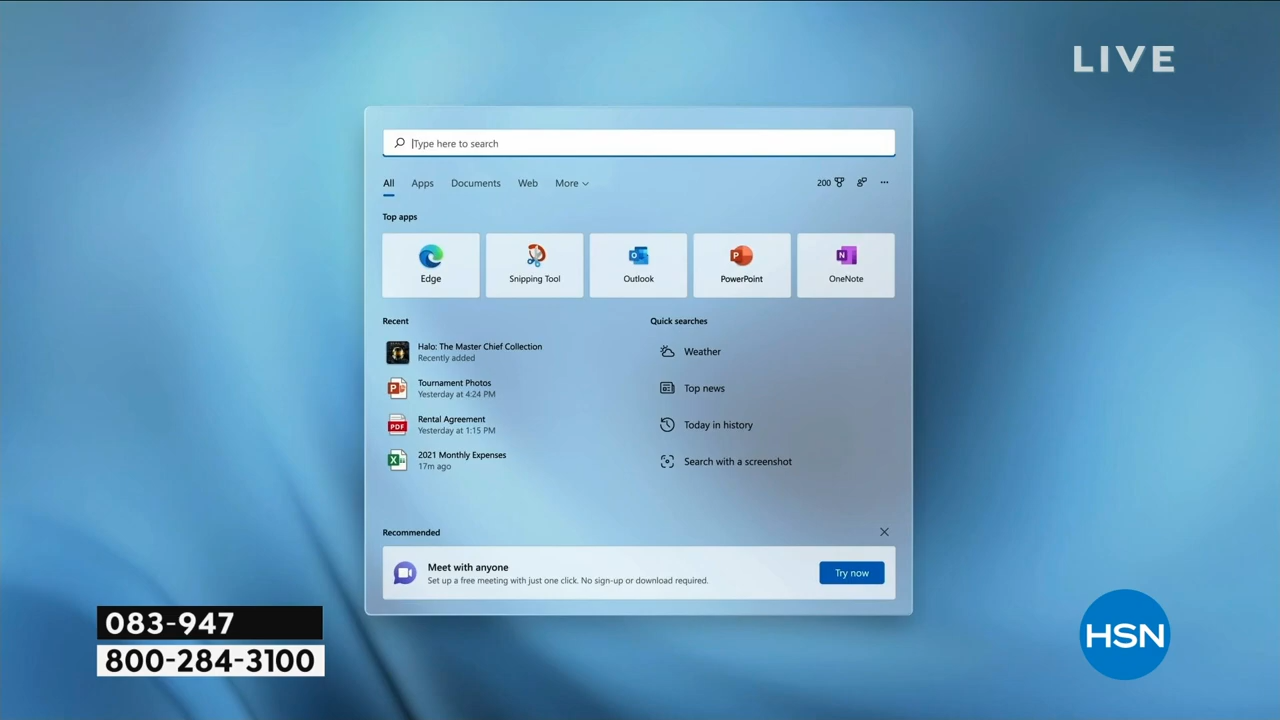 LIVE
Type here to search
All Apps Documents Web More
200
Top apps
Edge Snipping Tool Outlook PowerPoint OneNote
Recent
Halo: The Master Chief Collection
Recently added
Tournament Photos
Yesterday at 4:24 PM
PDF
Rental Agreement
Yesterday at 1:15 PM
2021 Monthly Expenses
17m ago
Quick searches
Weather
Top news
Today in history
Search with a screenshot
Recommended
Meet with anyone
Set up a free meeting with just one click. No sign-up or download required.
Try now
083-947
800-284-3100
HSN